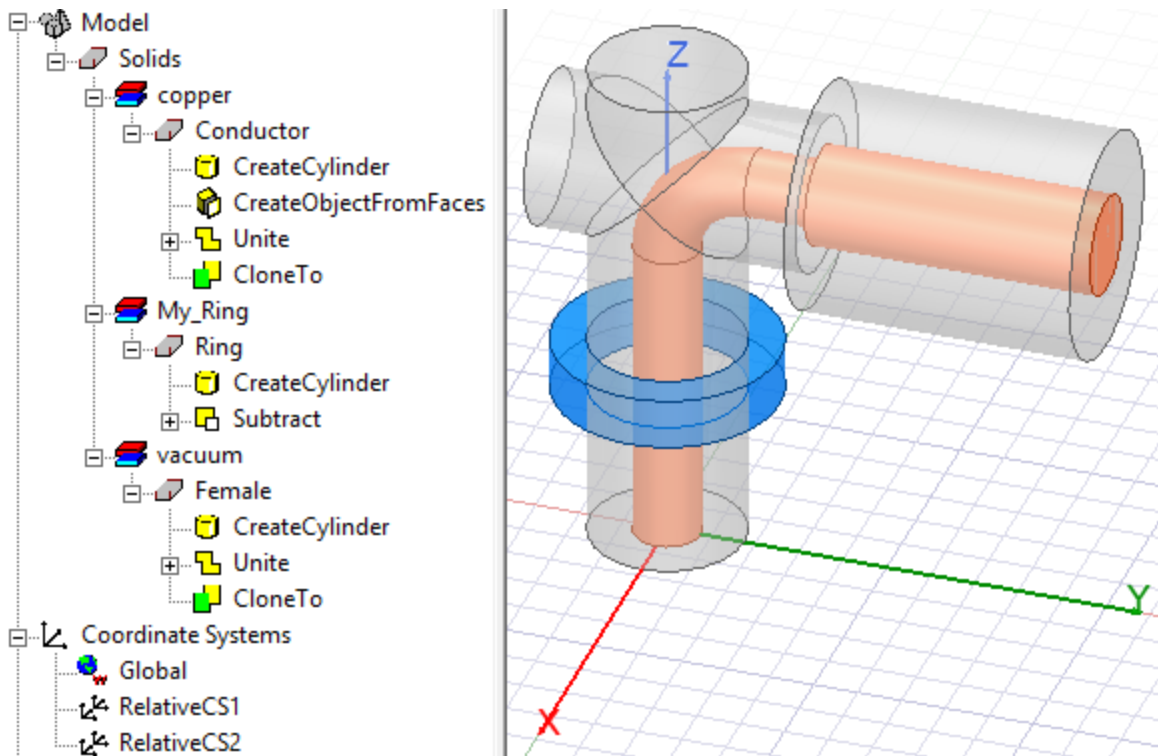 Model
Solids
copper
Conductor
CreateCylinder
CreateObjectFromFaces
Unite
CloneTo
My_Ring
Ring
CreateCylinder
Subtract
vacuum
Female
CreateCylinder
Unite
CloneTo
Coordinate Systems
Global
RelativeCS1
RelativeCS2
Z
Y
X